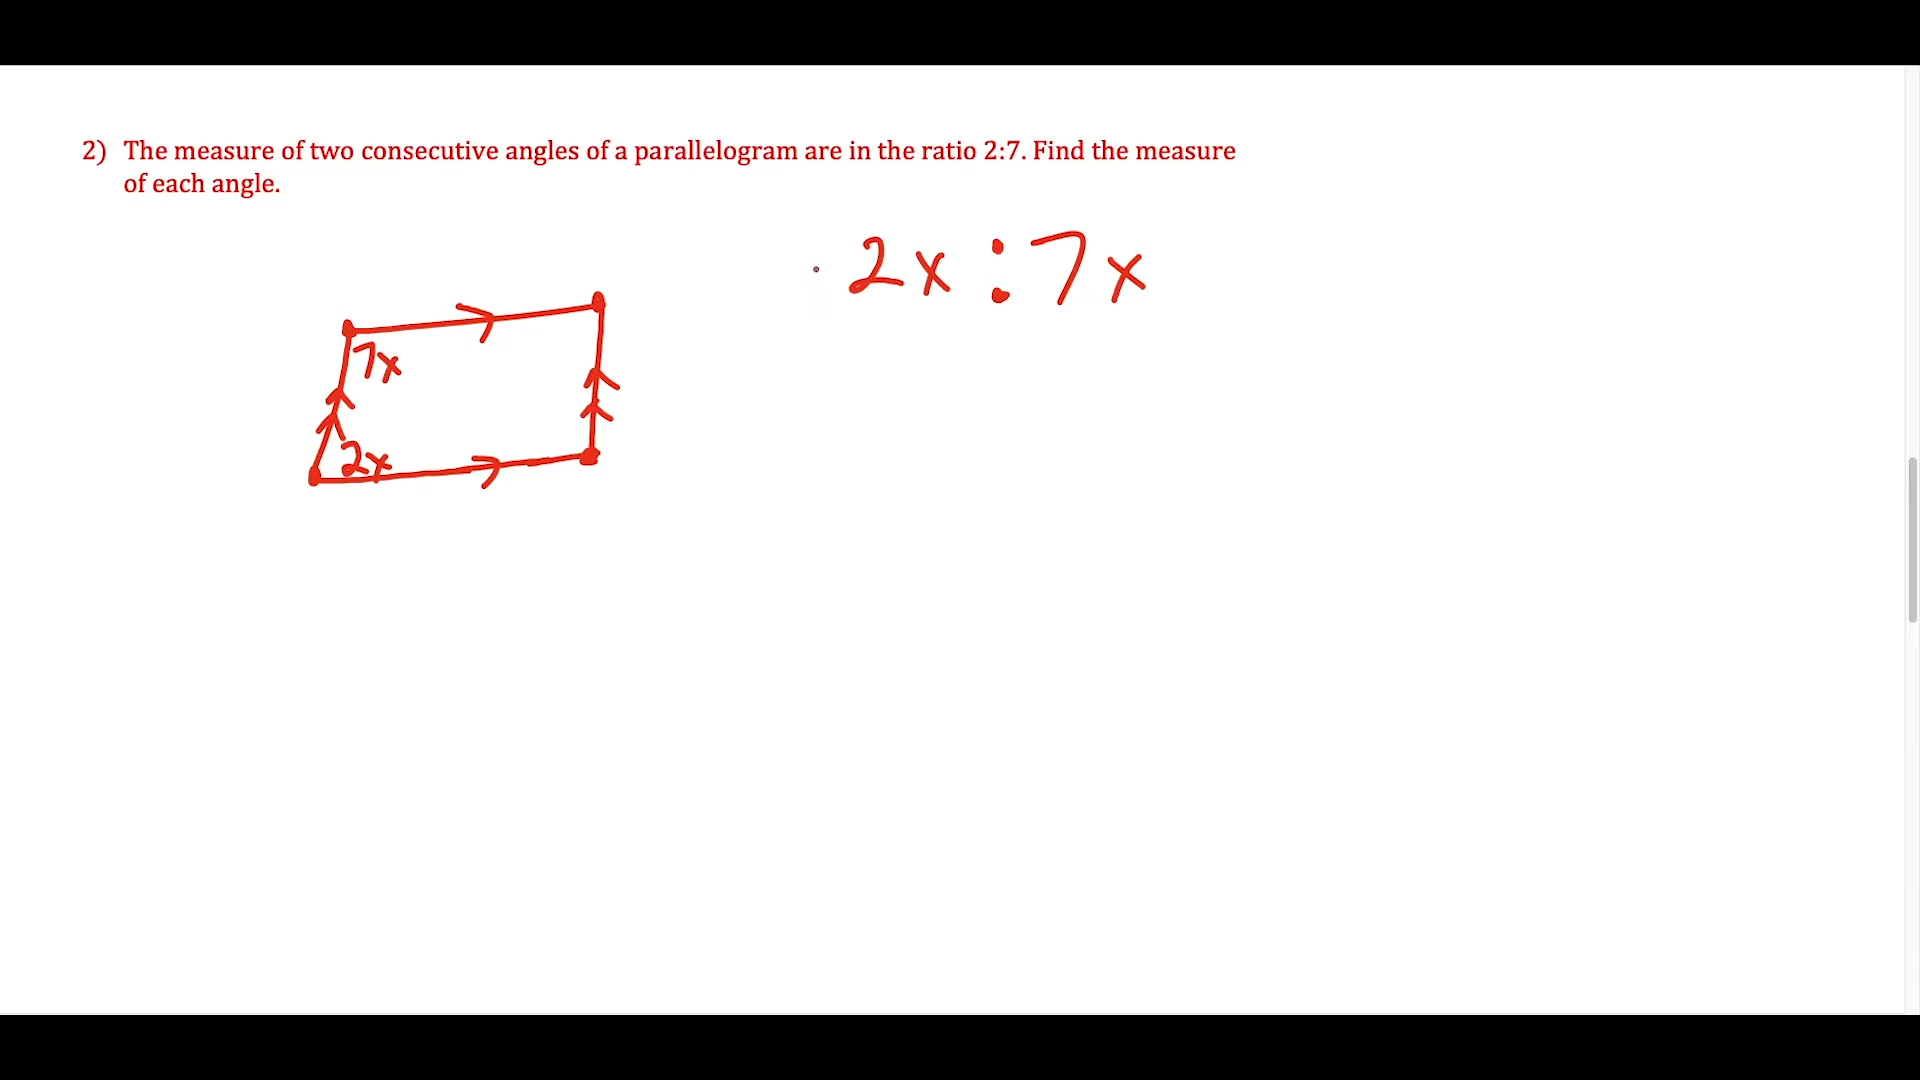 2) The measure of two consecutive angles of a parallelogram are in the ratio 2:7. Find the measure
of each angle.
2x : 7x
7x
2x